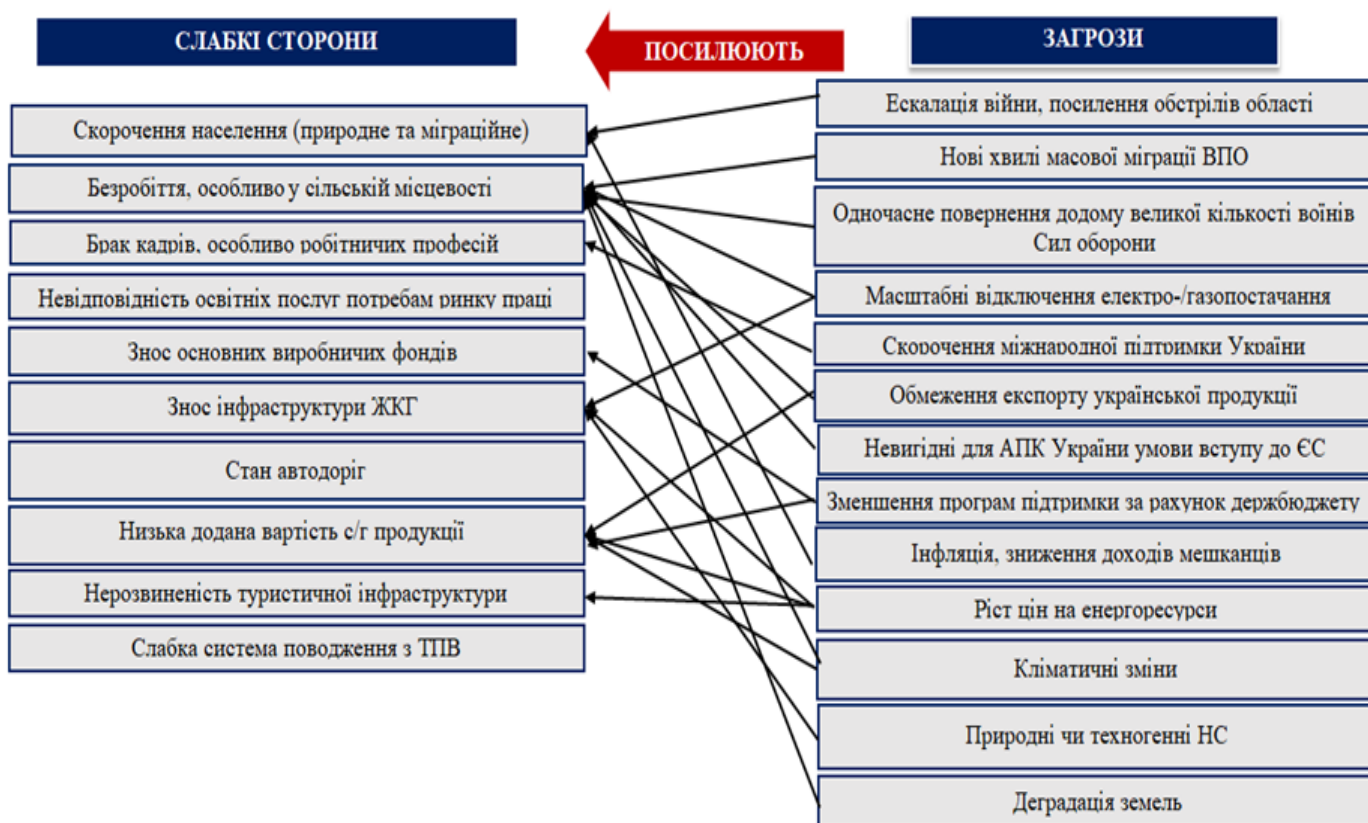 СЛАБКІ СТОРОНИ
ПОСИЛЮЮТЬ
ЗАГРОЗИ
Скорочення населення (природне та міграційне)
Безробіття, особливо у сільській місцевості
Брак кадрів, особливо робітничих професій
Невідповідність освітніх послуг потребам ринку праці
Знос основних виробничих фондів
Знос інфраструктури ЖКГ
Стан автодоріг
Низька додана вартість с/г продукції
Нерозвиненість туристичної інфраструктури
Слабка система поводження з ТПВ
Ескалація війни, посилення обстрілів області
Нові хвилі масової міграції ВПО
Одночасне повернення додому великої кількості воїнів
Сил оборони
Масштабні відключення електро-/газопостачання
Скорочення міжнародної підтримки України
Обмеження експорту української продукції
Невигідні для АПК України умови вступу до ЄС
Зменшення програм підтримки за рахунок держбюджету
Інфляція, зниження доходів мешканців
Ріст цін на енергоресурси
Кліматичні зміни
Природні чи техногенні НС
Деградація земель